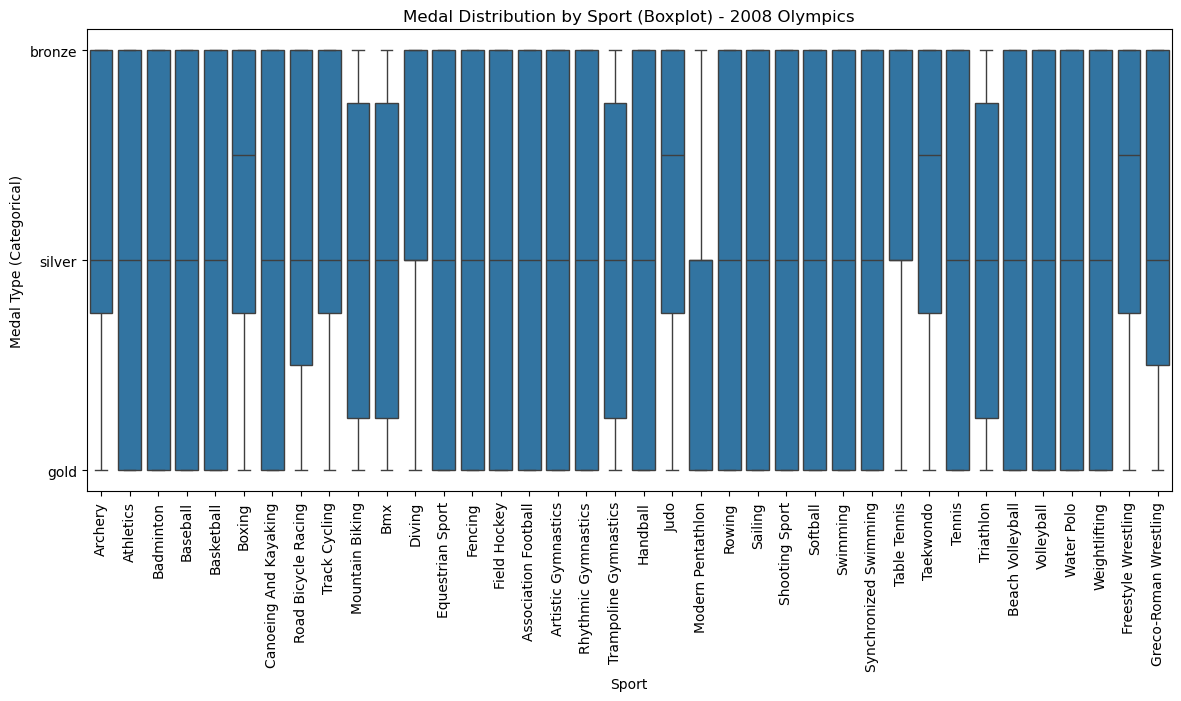 Medal Distribution by Sport (Boxplot) - 2008 Olympics
Medal Type (Categorical)
bronze
silver
gold
Archery
Athletics
Badminton
Baseball
Basketball
Boxing
Canoeing And Kayaking
Road Bicycle Racing
Track Cycling
Mountain Biking
Bmx
Diving
Equestrian Sport
Fencing
Field Hockey
Association Football
Artistic Gymnastics
Rhythmic Gymnastics
Trampoline Gymnastics
Handball
Judo
Modern Pentathlon
Rowing
Sailing
Shooting Sport
Softball
Swimming
Synchronized Swimming
Table Tennis
Taekwondo
Tennis
Triathlon
Beach Volleyball
Volleyball
Water Polo
Weightlifting
Freestyle Wrestling
Greco-Roman Wrestling
Sport